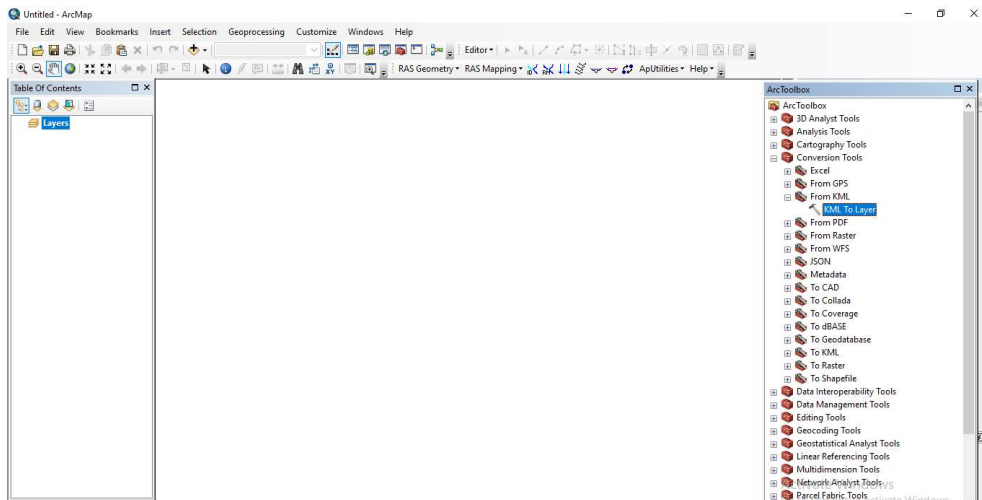 Untitled - ArcMap
File Edit View Bookmarks Insert Selection Geoprocessing Customize Windows Help
Editor
RAS Geometry RAS Mapping ApUtilities Help
Table Of Contents
Layers
ArcToolbox
ArcToolbox
3D Analyst Tools
Analysis Tools
Cartography Tools
Conversion Tools
Excel
From GPS
From KML
KML To Layer
From PDF
From Raster
From WFS
JSON
Metadata
To CAD
To Collada
To Coverage
To dBASE
To Geodatabase
To KML
To Raster
To Shapefile
Data Interoperability Tools
Data Management Tools
Editing Tools
Geocoding Tools
Geostatistical Analyst Tools
Linear Referencing Tools
Multidimension Tools
Network Analyst Tools
Parcel Fabric Tools